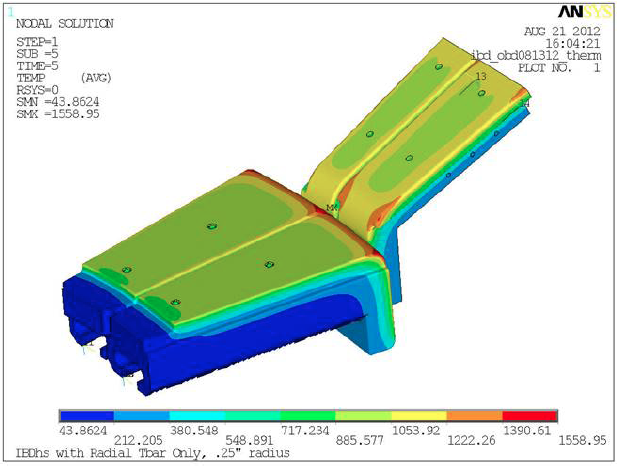 1
ANSYS
NODAL SOLUTION
AUG 21 2012
STEP=1
16:04:21
SUB =5
ibd_obd081312_therm
TIME=5
PLOT NO. 1
TEMP (AVG)
RSYS=0
SMN =43.8624
SMX =1558.95
13
14
MX
43.8624 380.548 717.234 1053.92 1390.61
212.205 548.891 885.577 1222.26 1558.95
IBDhs with Radial Tbar Only, .25" radius